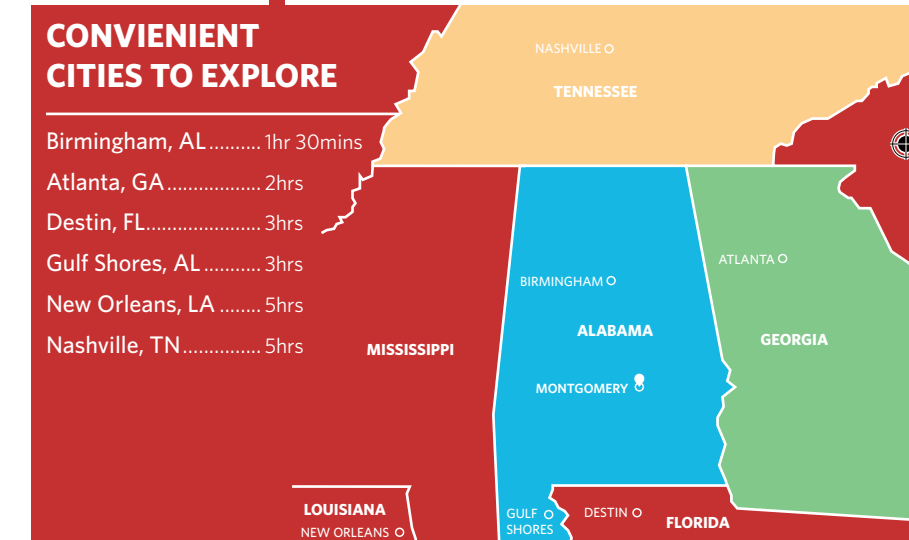 CONVIENIENT
CITIES TO EXPLORE
Birmingham, AL.......... 1hr 30mins
Atlanta, GA.................. 2hrs
Destin, FL...................... 3hrs
Gulf Shores, AL........... 3hrs
New Orleans, LA ........ 5hrs
Nashville, TN............... 5hrs
NASHVILLE
TENNESSEE
ATLANTA
BIRMINGHAM
ALABAMA
GEORGIA
MISSISSIPPI
MONTGOMERY
LOUISIANA
NEW ORLEANS
GULF
SHORES
DESTIN
FLORIDA